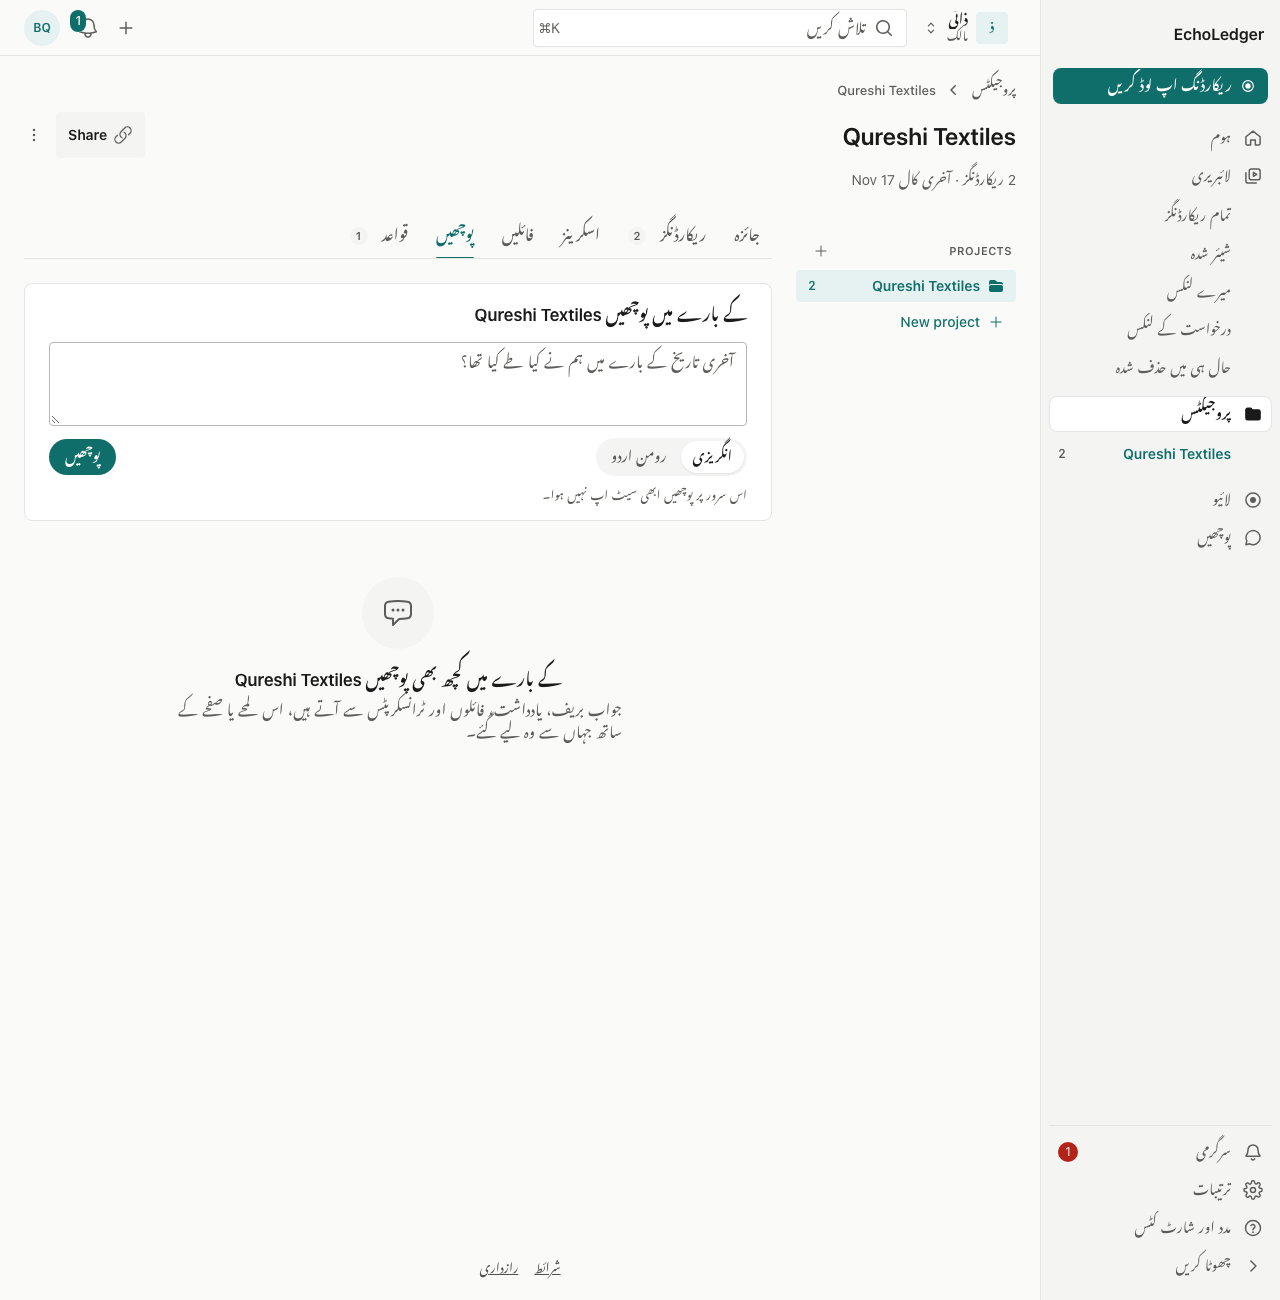 EchoLedger
ریکارڈنگ اپ لوڈ کریں
ہوم
لائبریری
تمام ریکارڈنگز
شیئر شدہ
میرے لنکس
درخواست کے لنکس
حال ہی میں حذف شدہ
پروجیکٹس
Qureshi Textiles 2
لائیو
پوچھیں
سرگرمی 1
ترتیبات
مدد اور شارٹ کٹس
چھوٹا کریں
ذ ذاتی
مالک
تلاش کریں ⌘K
1
BQ
پروجیکٹس Qureshi Textiles
Qureshi Textiles
Share
2 ریکارڈنگز · آخری کال 17 Nov
PROJECTS
Qureshi Textiles 2
New project
جائزہ ریکارڈنگز 2 اسکرینز فائلیں پوچھیں قواعد 1
Qureshi Textiles کے بارے میں پوچھیں
آخری تاریخ کے بارے میں ہم نے کیا طے کیا تھا؟
انگریزی رومن اردو پوچھیں
اس سرور پر پوچھیں ابھی سیٹ اپ نہیں ہوا۔
Qureshi Textiles کے بارے میں کچھ بھی پوچھیں
جواب بریف، یادداشت، فائلوں اور ٹرانسکرپٹس سے آتے ہیں، اس لمحے یا صفحے کے
ساتھ جہاں سے وہ لیے گئے۔
شرائط رازداری